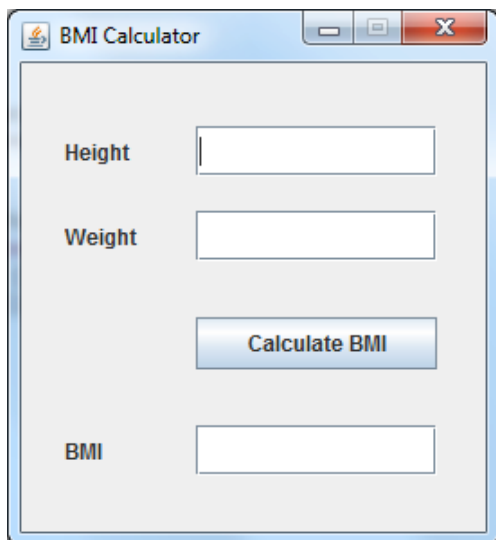 BMI Calculator
Height
Weight
Calculate BMI
BMI